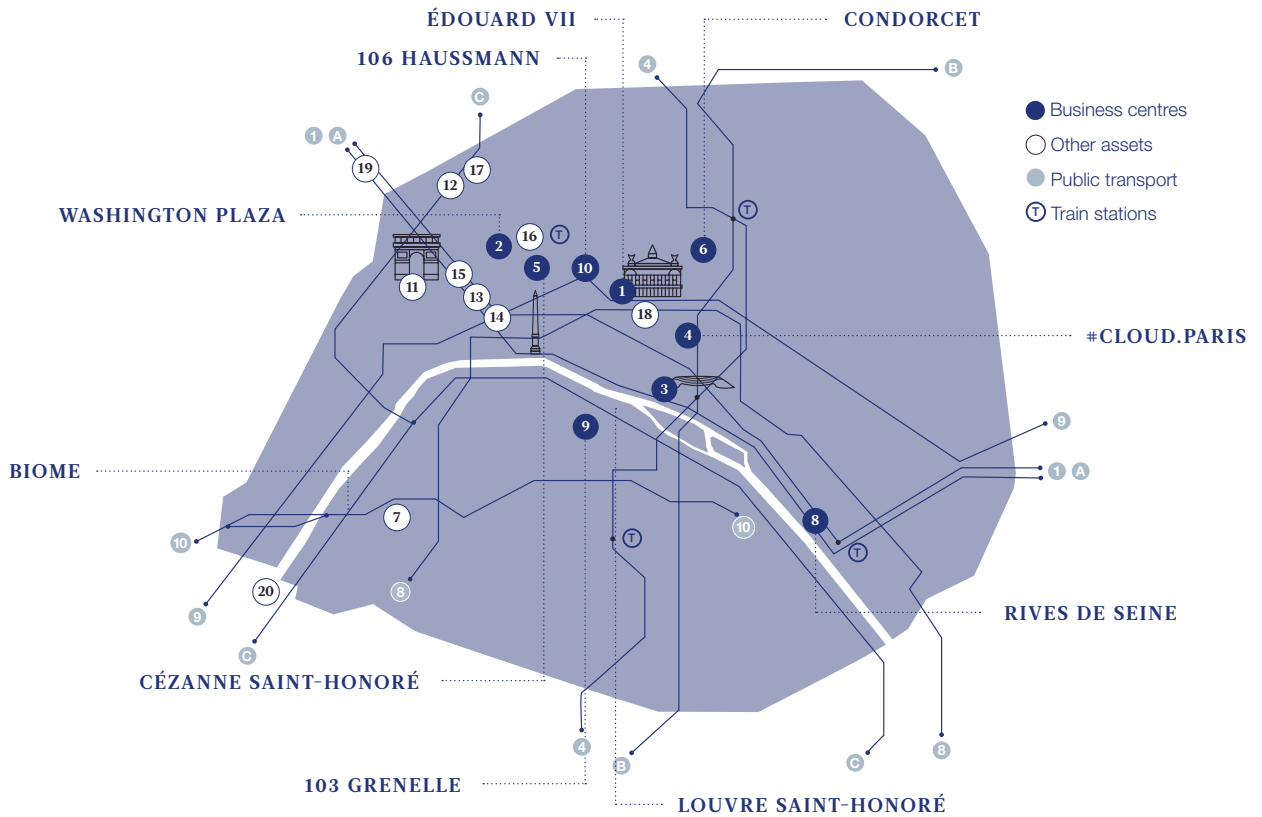 ÉDOUARD VII
CONDORCET
106 HAUSSMANN
4
B
C
Business centres
1 A
Other assets
19
17
12
Public transport
WASHINGTON PLAZA
T
T Train stations
16
T
2
6
5
10
15
11
1
13
14
18
4
#CLOUD.PARIS
3
9
9
BIOME
1 A
7
8
10
10
T
T
20
8
9
RIVES DE SEINE
C
CÉZANNE SAINT-HONORÉ
4
8
B
C
103 GRENELLE
LOUVRE SAINT-HONORÉ